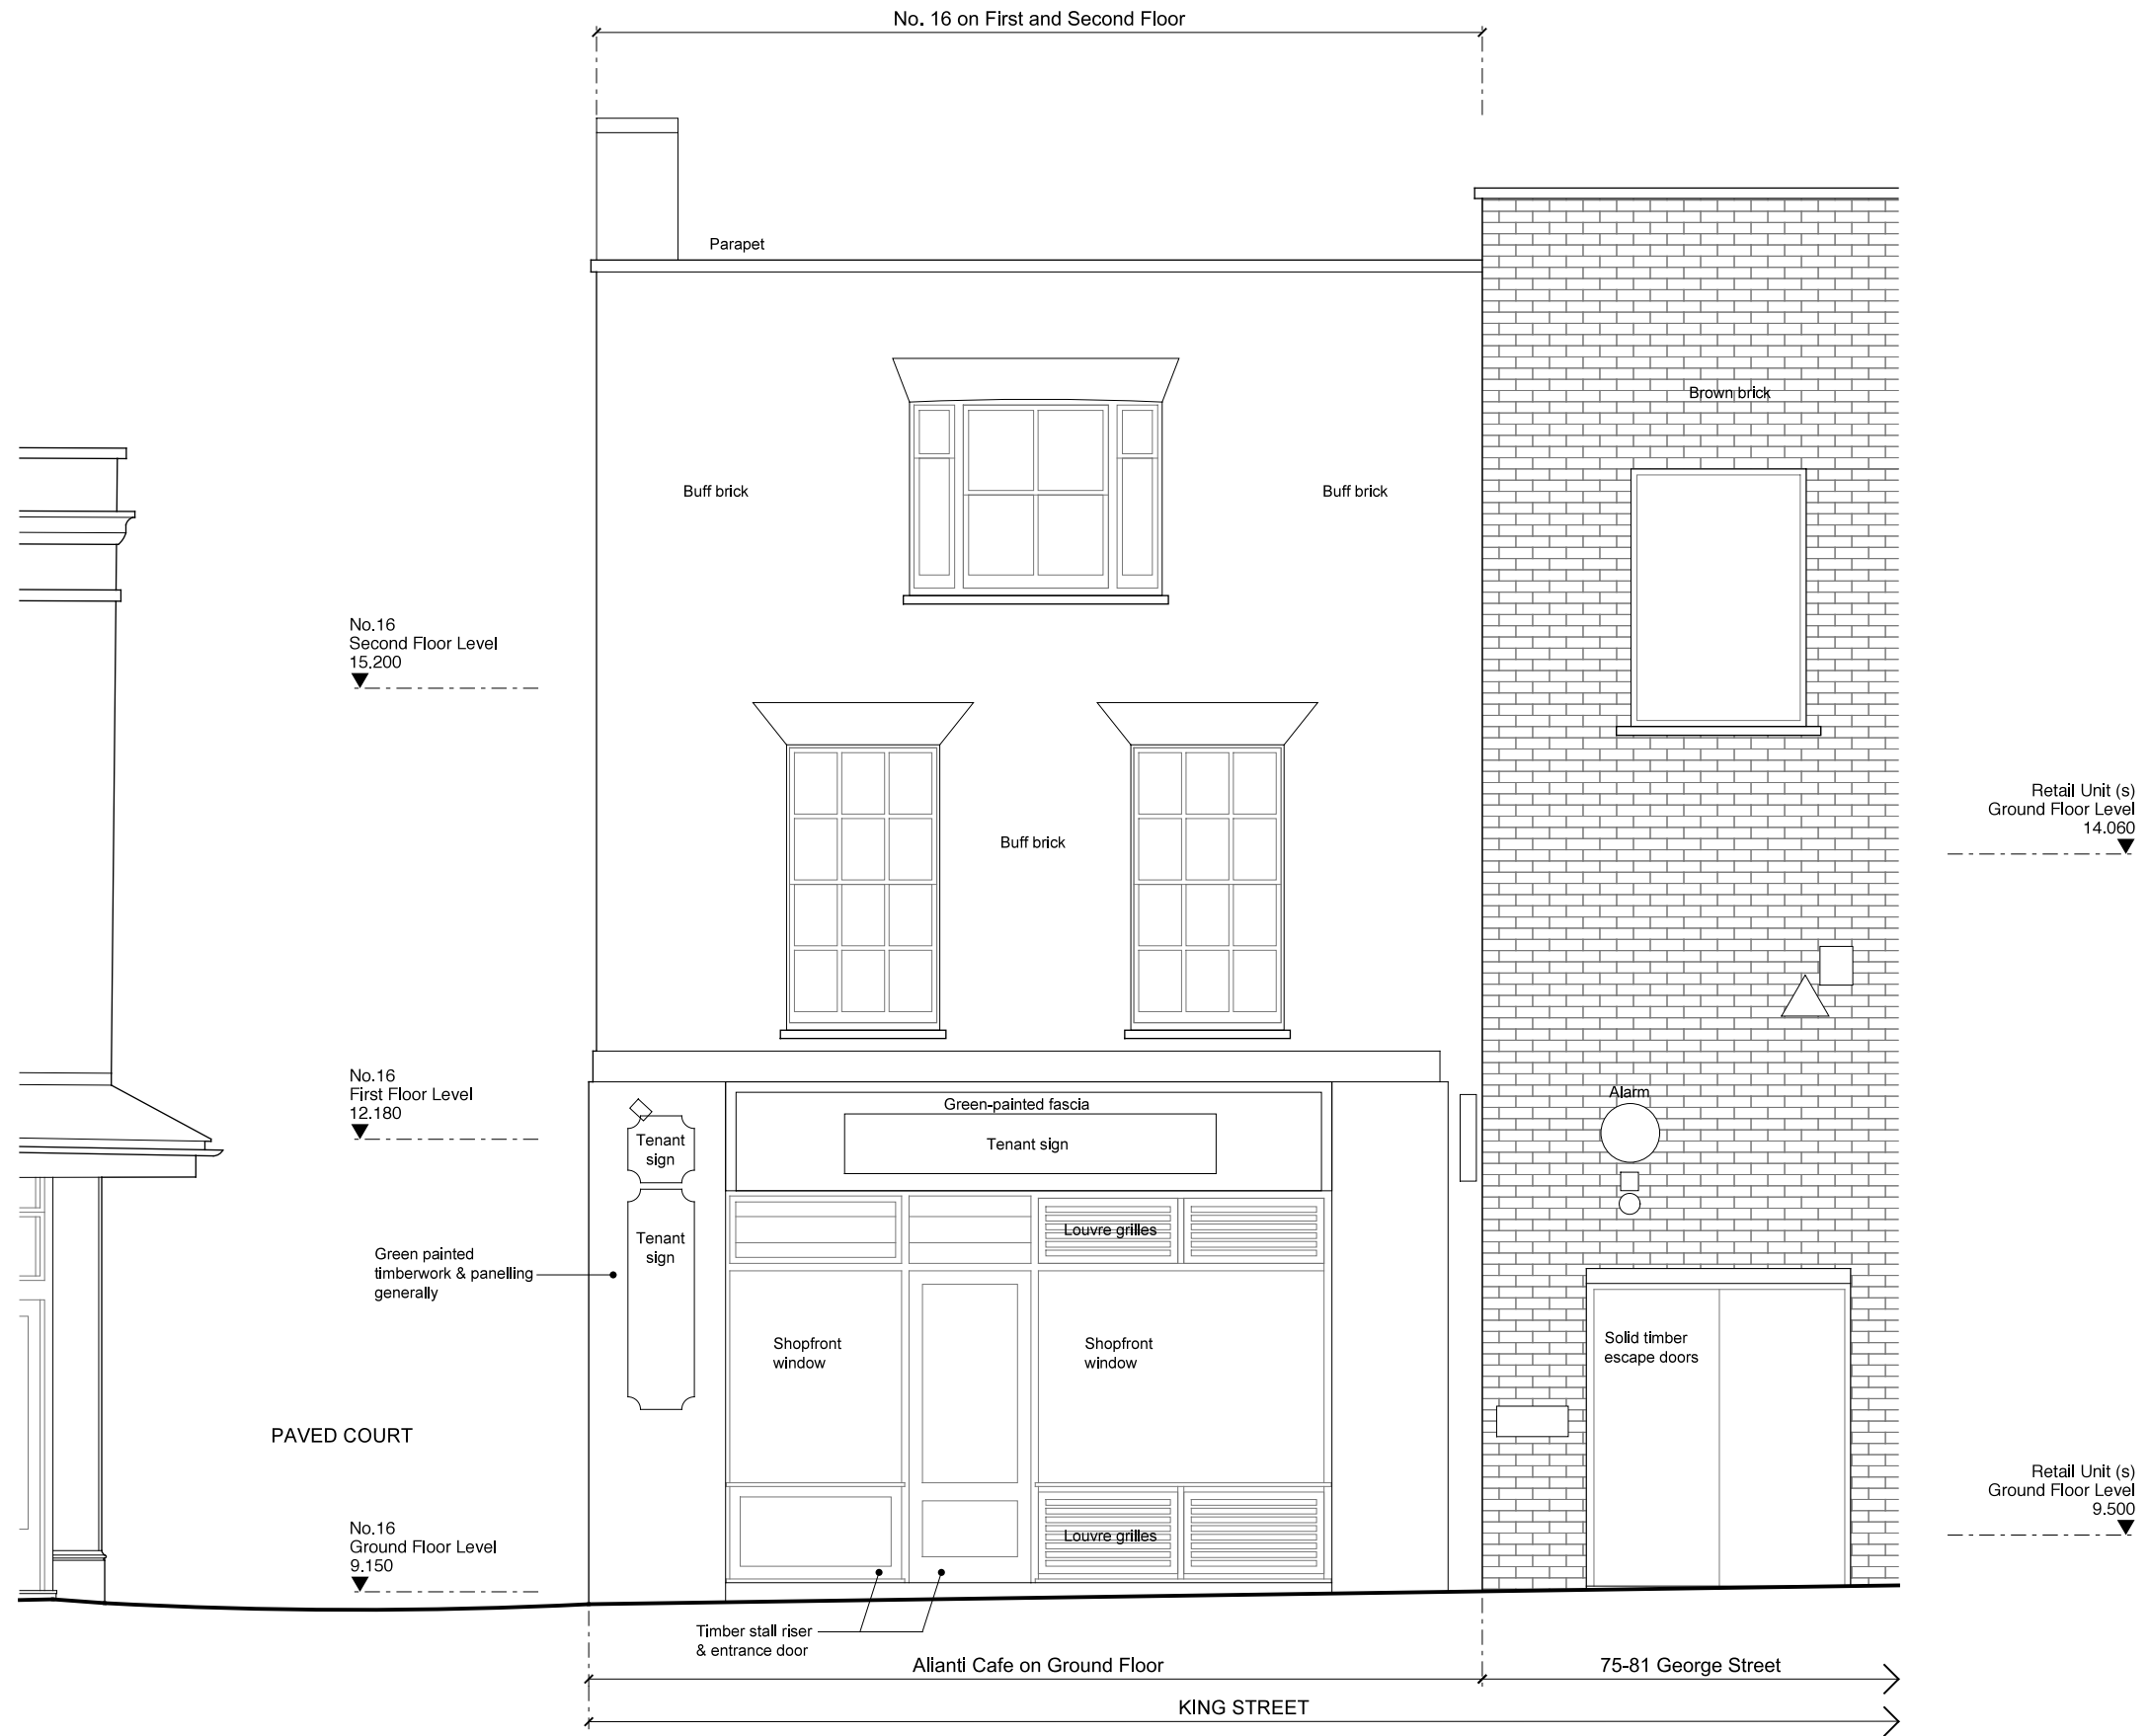 No. 16 on First and Second Floor
Parapet
Brown brick
Buff brick
Buff brick
No.16
Second Floor Level
15.200
Retail Unit (s)
Ground Floor Level
14.060
Buff brick
No.16
First Floor Level
12.180
Alarm
Green-painted fascia
Tenant sign
Tenant
sign
Louvre grilles
Tenant
sign
Green painted
timberwork & panelling
generally
Shopfront
window
Shopfront
window
Solid timber
escape doors
PAVED COURT
Retail Unit (s)
Ground Floor Level
9.500
No.16
Ground Floor Level
9.150
Louvre grilles
Timber stall riser
& entrance door
Alianti Cafe on Ground Floor
75-81 George Street
KING STREET